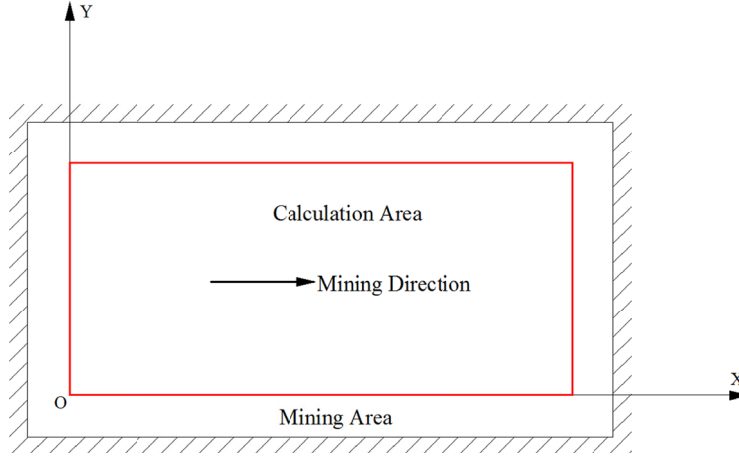 Y
Calculation Area
Mining Direction
X
O
Mining Area